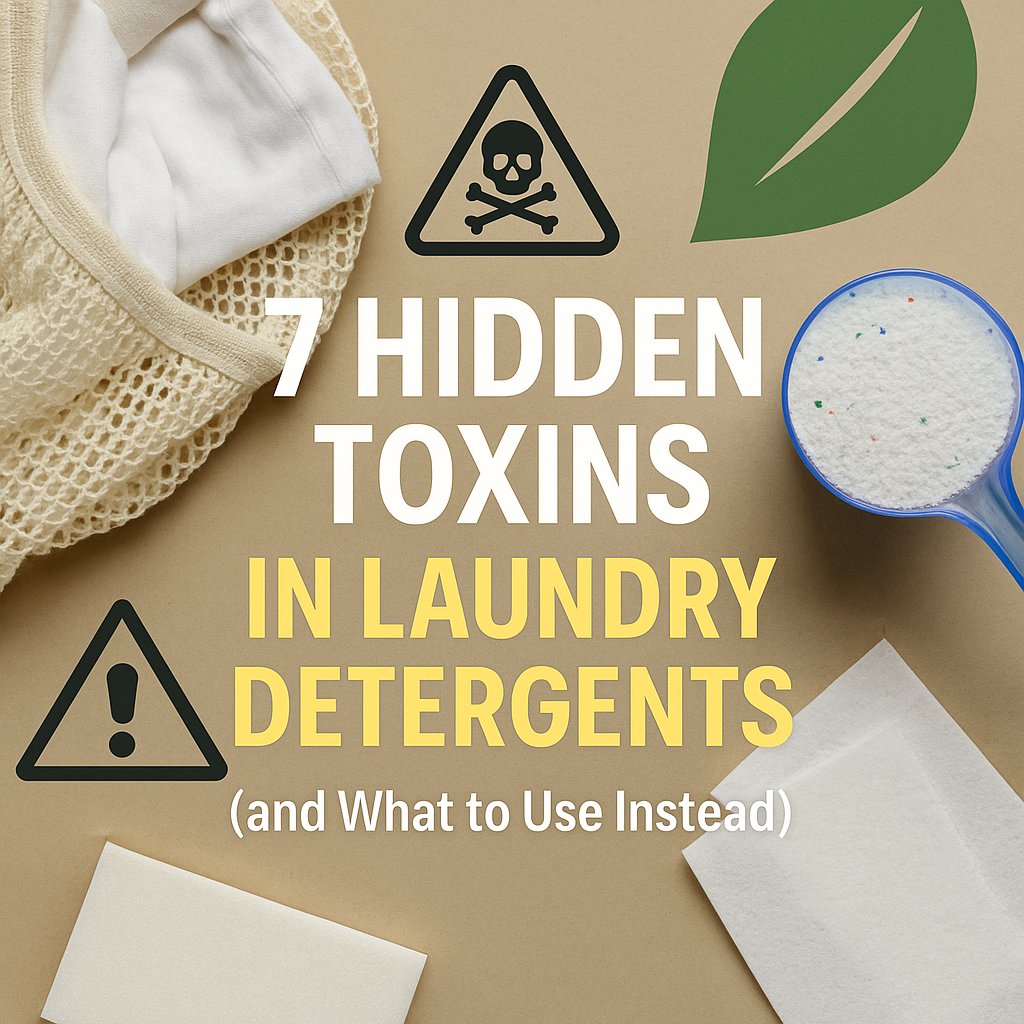 7 HIDDEN
TOXINS
IN LAUNDRY
DETERGENTS
(and What to Use Instead)